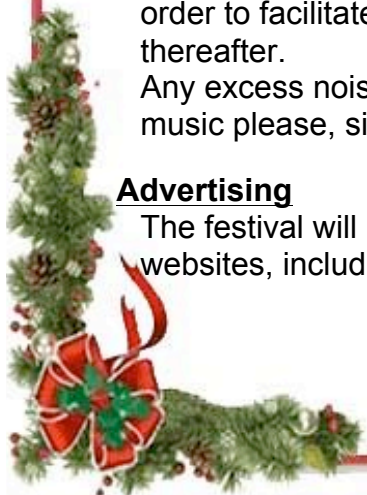 order to facilitate
thereafter.
Any excess nois
music please, si
Advertising
The festival will
websites, includ